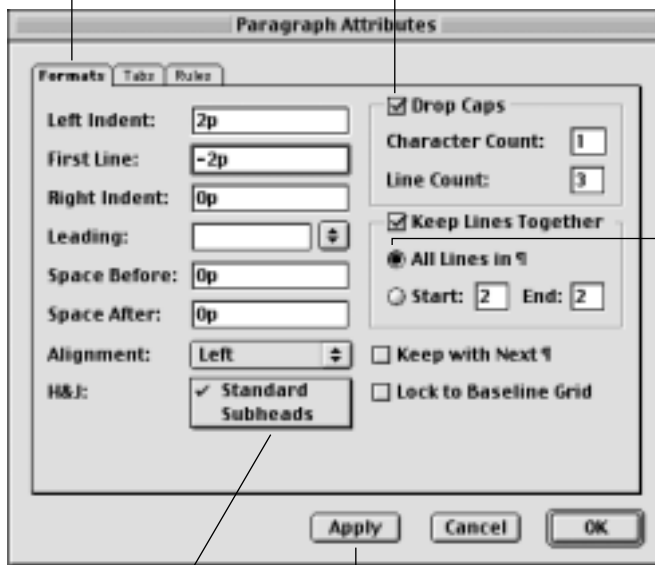 Paragraph Attributes
Formats Tabs Rules
Left Indent: 2p
First Line: -2p
Right Indent: 0p
Leading:
Space Before: 0p
Space After: 0p
Alignment: Left
H&J: ✓ Standard
Subheads
Drop Caps
Character Count: 1
Line Count: 3
Keep Lines Together
All Lines in ¶
Start: 2 End: 2
Keep with Next ¶
Lock to Baseline Grid
Apply Cancel OK